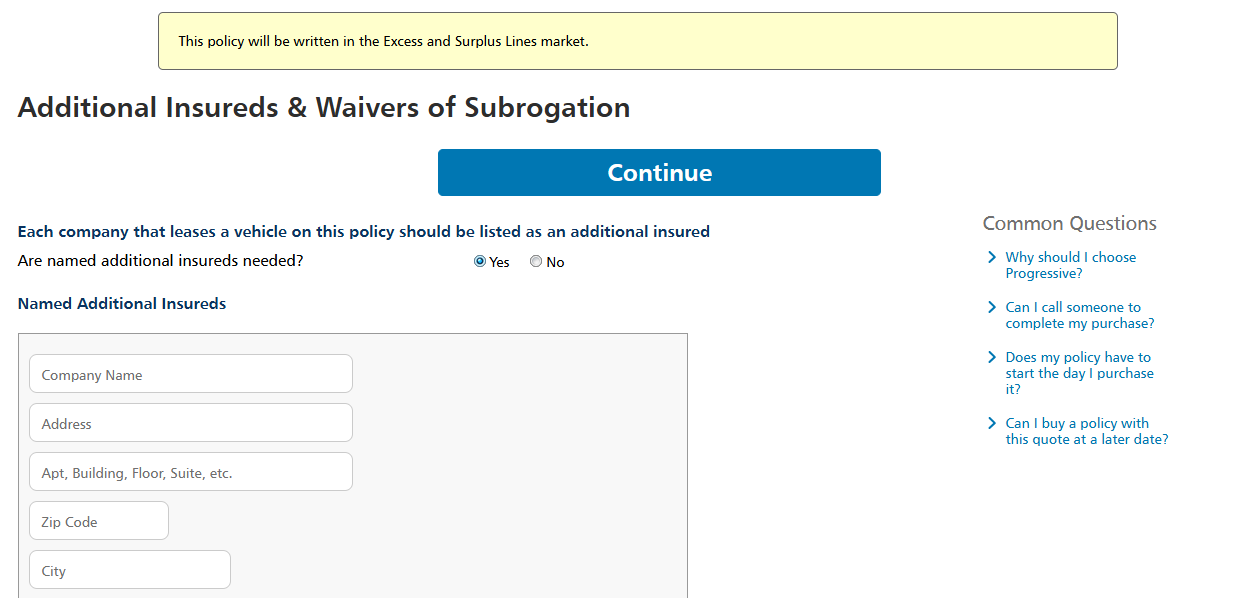 This policy will be written in the Excess and Surplus Lines market.
Additional Insureds & Waivers of Subrogation
Continue
Each company that leases a vehicle on this policy should be listed as an additional insured
Are named additional insureds needed?
Yes
No
Named Additional Insureds
Company Name
Address
Apt, Building, Floor, Suite, etc.
Zip Code
City
Common Questions
Why should I choose
Progressive?
Can I call someone to
complete my purchase?
Does my policy have to
start the day I purchase
it?
Can I buy a policy with
this quote at a later date?